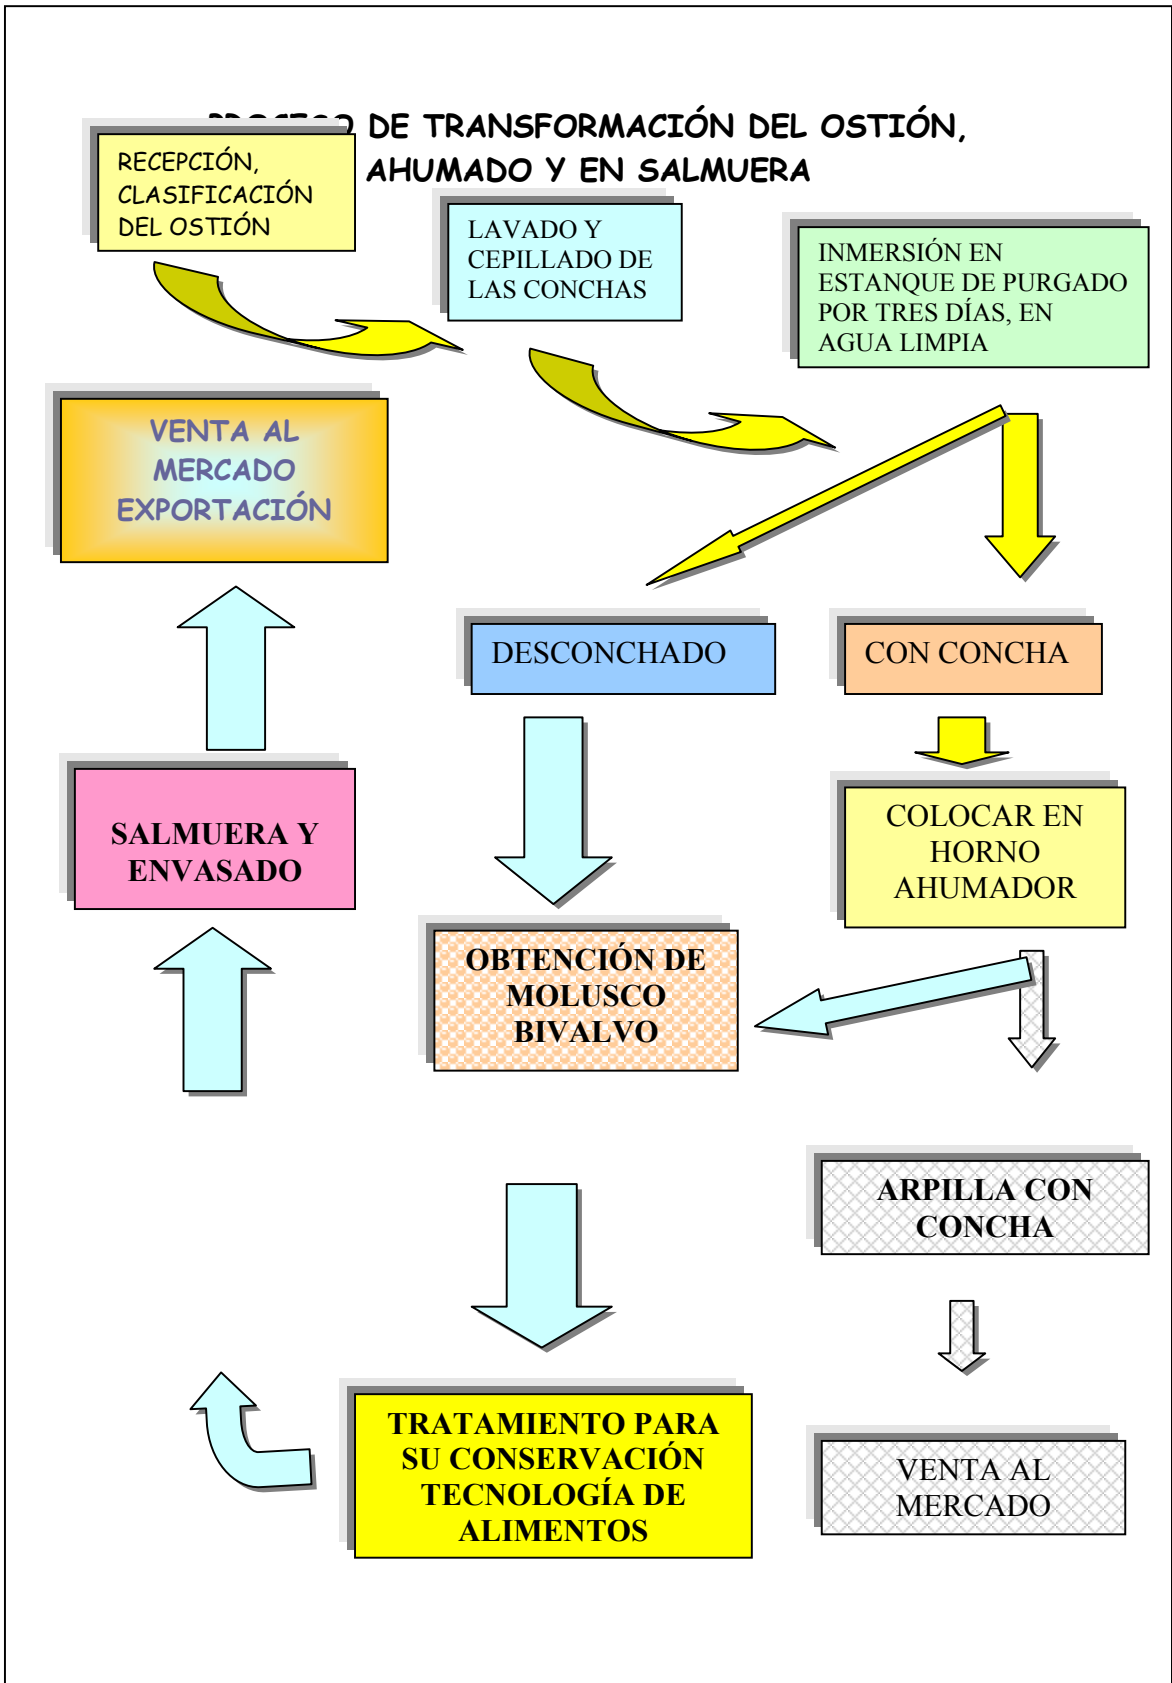 DE TRANSFORMACIÓN DEL OSTIÓN,
AHUMADO Y EN SALMUERA
RECEPCIÓN,
CLASIFICACIÓN
DEL OSTIÓN
LAVADO Y
CEPILLADO DE
LAS CONCHAS
INMERSIÓN EN
ESTANQUE DE PURGADO
POR TRES DÍAS, EN
AGUA LIMPIA
VENTA AL
MERCADO
EXPORTACIÓN
DESCONCHADO
CON CONCHA
SALMUERA Y
ENVASADO
COLOCAR EN
HORNO
AHUMADOR
OBTENCIÓN DE
MOLUSCO
BIVALVO
ARPILLA CON
CONCHA
TRATAMIENTO PARA
SU CONSERVACIÓN
TECNOLOGÍA DE
ALIMENTOS
VENTA AL
MERCADO